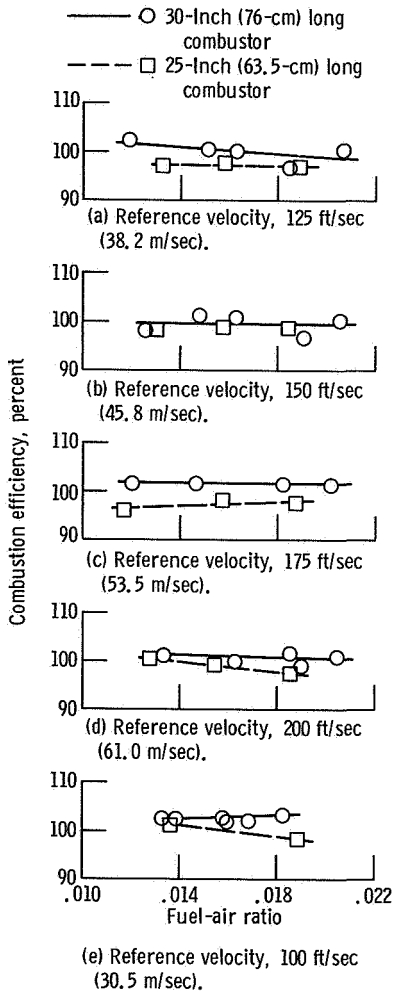 30-Inch (76-cm) long
combustor
25-Inch (63.5-cm) long
combustor
110
100
90
(a) Reference velocity, 125 ft/sec
(38.2 m/sec).
110
100
90
(b) Reference velocity, 150 ft/sec
(45.8 m/sec).
Combustion efficiency, percent
110
100
90
(c) Reference velocity, 175 ft/sec
(53.5 m/sec).
110
100
90
(d) Reference velocity, 200 ft/sec
(61.0 m/sec).
110
100
90
.010 .014 .018 .022
Fuel-air ratio
(e) Reference velocity, 100 ft/sec
(30.5 m/sec).